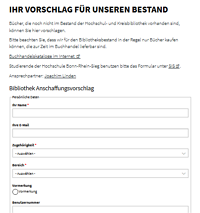 IHR VORSCHLAG FÜR UNSEREN BESTAND
Bücher, die noch nicht im Bestand der Hochschul- und Kreisbibliothek vorhanden sind,
können Sie hier vorschlagen.
Bitte beachten Sie, dass wir für den Bibliotheksbestand in der Regel nur Bücher kaufen
können, die zur Zeit im Buchhandel lieferbar sind.
Buchhandelskataloge im Internet
Studierende der Hochschule Bonn-Rhein-Sieg benutzen bitte das Formular unter
Ansprechpartner: Joachim Linden
Bibliothek Anschaffungsvorschlag
Persönliche Daten
Ihr Name *
Ihre E-Mail
Zugehörigkeit *
--Auswählen--
Bereich *
--Auswählen--
Vormerkung
Vormerkung
Benutzernummer